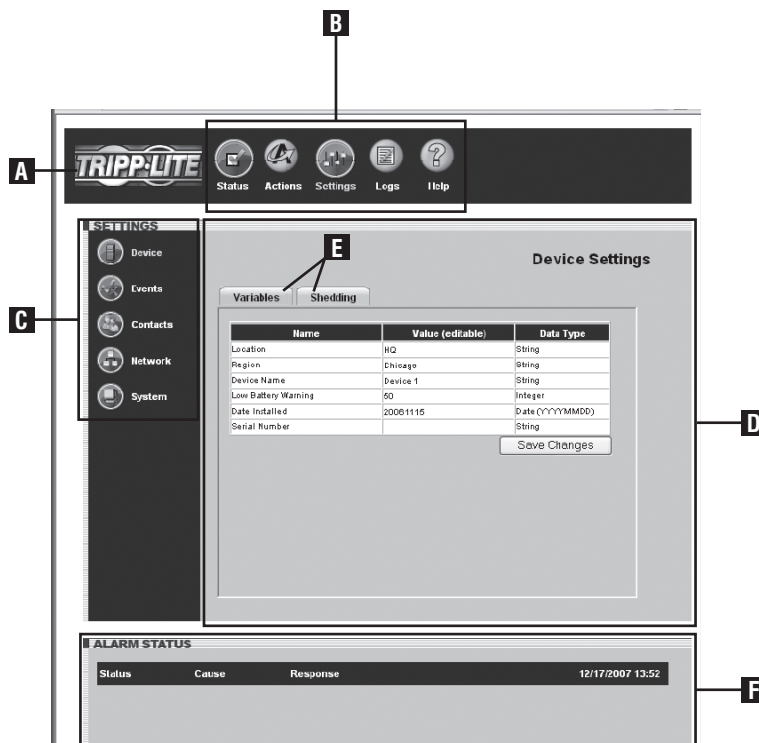 B
A
TRIPP·LITE
Status Actions Settings Logs Help
SETTINGS
Device
Events
Contacts
Network
System
C
E
Device Settings
Variables Shedding
Name Value (editable) Data Type
Location HQ String
Region Chicago String
Device Name Device 1 String
Low Battery Warning 50 Integer
Date Installed 20061115 Date (YYYYMMDD)
Serial Number String
Save Changes
D
ALARM STATUS
Status Cause Response 12/17/2007 13:52
F